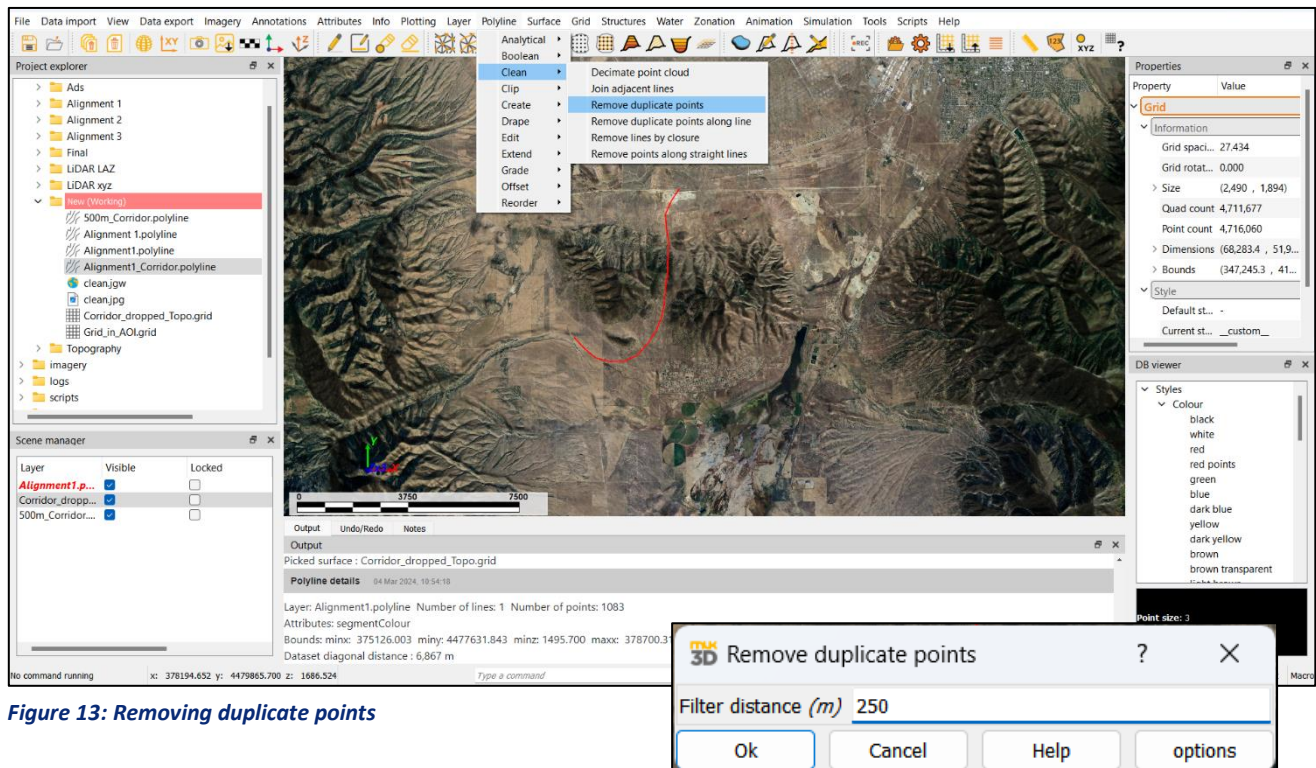 File Data import View Data export Imagery Annotations Attributes Info Plotting Layer Polyline Surface Grid Structures Water Zonation Animation Simulation Tools Scripts Help
Project explorer
Ads
Alignment 1
Alignment 2
Alignment 3
Final
LiDAR LAZ
LiDAR xyz
New (Working)
500m_Corridor.polyline
Alignment 1.polyline
Alignment1.polyline
Alignment1_Corridor.polyline
clean.jgw
clean.jpg
Corridor_dropped_Topo.grid
Grid_in_AOI.grid
Topography
imagery
logs
scripts
Analytical
Boolean
Clean
Clip
Create
Drape
Edit
Extend
Grade
Offset
Reorder
Decimate point cloud
Join adjacent lines
Remove duplicate points
Remove duplicate points along line
Remove lines by closure
Remove points along straight lines
Properties
Property Value
Grid
Information
Grid spaci... 27.434
Grid rotat... 0.000
Size (2,490 , 1,894)
Quad count 4,711,677
Point count 4,716,060
Dimensions (68,283.4 , 51,9...
Bounds (347,245.3 , 41...
Style
Default st... -
Current st... __custom__
DB viewer
Styles
Colour
black
white
red
red points
green
blue
dark blue
yellow
dark yellow
brown
brown transparent
light brown
Point size: 3
Scene manager
Layer Visible Locked
Alignment1.p...
Corridor_dropp...
500m_Corridor....
y
0 3750 7500
Output Undo/Redo Notes
Output
Picked surface : Corridor_dropped_Topo.grid
Polyline details 04 Mar 2024, 10:54:18
Layer: Alignment1.polyline Number of lines: 1 Number of points: 1083
Attributes: segmentColour
Bounds: minx: 375126.003 miny: 4477631.843 minz: 1495.700 maxx: 378700.31
Dataset diagonal distance : 6,867 m
No command running x: 378194.652 y: 4479865.700 z: 1686.524 Type a command Macro
Remove duplicate points ? X
Filter distance (m) 250
Ok Cancel Help options
Figure 13: Removing duplicate points